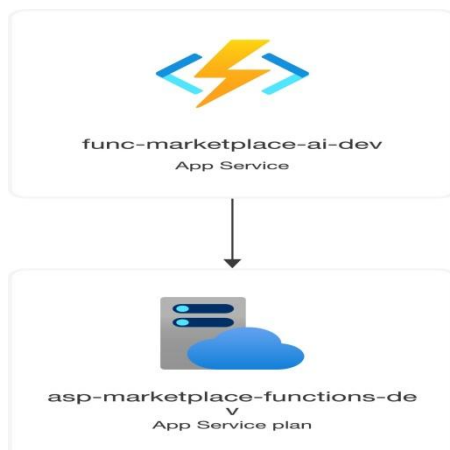 func-marketplace-ai-dev
App Service
asp-marketplace-functions-de
v
App Service plan